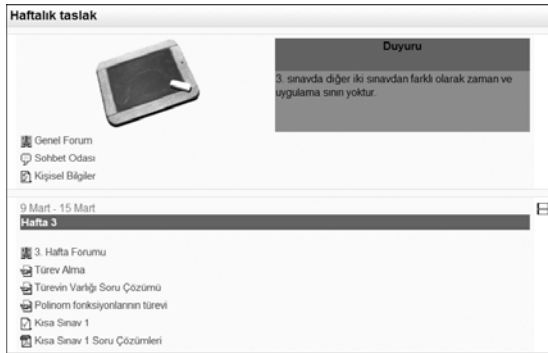 Haftalık taslak
Duyuru
3. sınavda diğer iki sınavdan farklı olarak zaman ve
uygulama sınırı yoktur.
Genel Forum
Sohbet Odası
Kişisel Bilgiler
9 Mart - 15 Mart
Hafta 3
3. Hafta Forumu
Türev Alma
Türevin Varlığı Soru Çözümü
Polinom fonksiyonlarının türevi
Kısa Sınav 1
Kısa Sınav 1 Soru Çözümleri